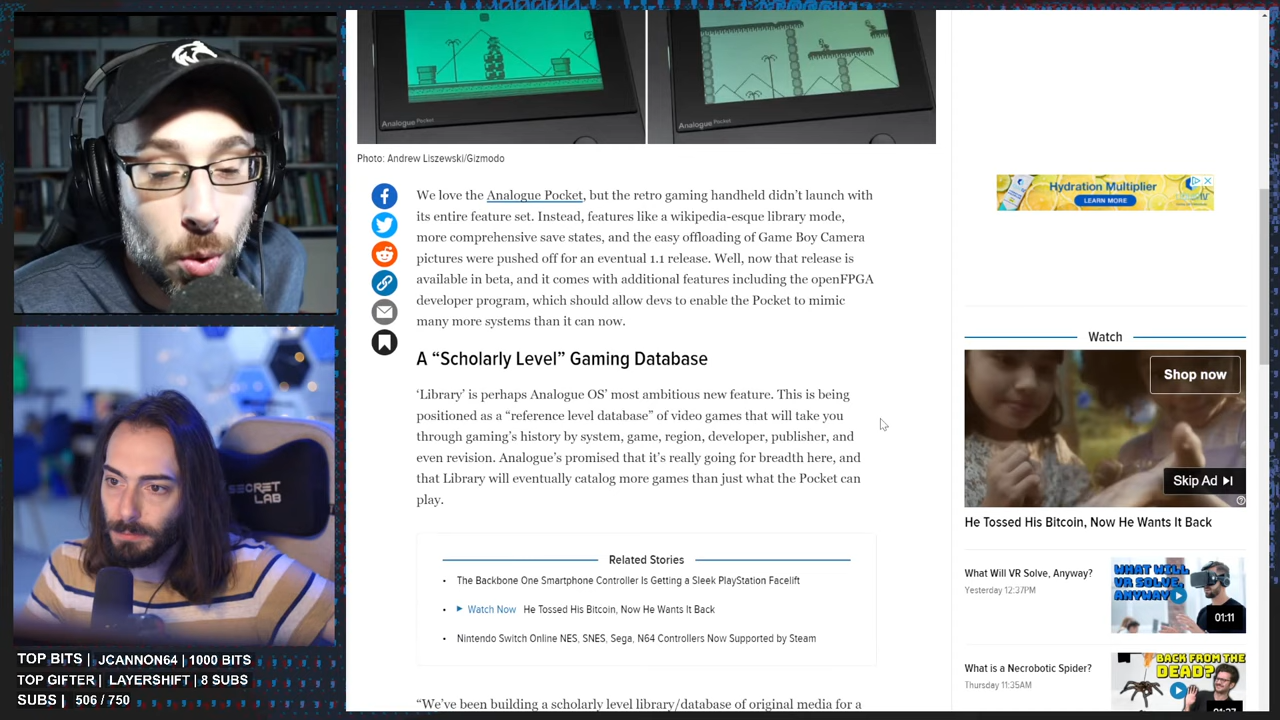 Analogue Pocket
Analogue Pocket
Photo: Andrew Liszewski/Gizmodo
We love the Analogue Pocket, but the retro gaming handheld didn't launch with
its entire feature set. Instead, features like a wikipedia-esque library mode,
more comprehensive save states, and the easy offloading of Game Boy Camera
pictures were pushed off for an eventual 1.1 release. Well, now that release is
available in beta, and it comes with additional features including the openFPGA
developer program, which should allow devs to enable the Pocket to mimic
many more systems than it can now.
A “Scholarly Level” Gaming Database
‘Library’ is perhaps Analogue OS’ most ambitious new feature. This is being
positioned as a “reference level database” of video games that will take you
through gaming’s history by system, game, region, developer, publisher, and
even revision. Analogue’s promised that it’s really going for breadth here, and
that Library will eventually catalog more games than just what the Pocket can
play.
Related Stories
The Backbone One Smartphone Controller Is Getting a Sleek PlayStation Facelift
Watch Now He Tossed His Bitcoin, Now He Wants It Back
Nintendo Switch Online NES, SNES, Sega, N64 Controllers Now Supported by Steam
“We’ve been building a scholarly level library/database of original media for a
Hydration Multiplier
LEARN MORE
Watch
Shop now
Skip Ad
He Tossed His Bitcoin, Now He Wants It Back
What Will VR Solve, Anyway?
Yesterday 12:37PM
WHAT WILL
VR SOLVE,
ANYWAY?
01:11
What is a Necrobotic Spider?
Thursday 11:35AM
BACK FROM THE
DEAD?
01:27
SECRET
LAB
TOP BITS | JCANNON64 | 1000 BITS
TOP GIFTER | LAYERSHIFT | 8 SUBS
SUBS | 506 / 750